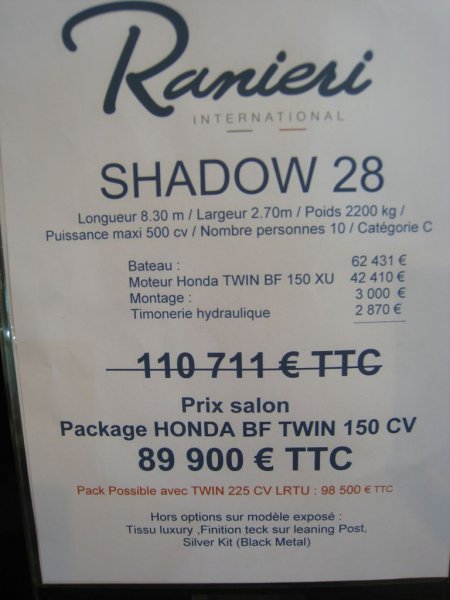 Ranieri
INTERNATIONAL
SHADOW 28
Longueur 8.30 m / Largeur 2.70m / Poids 2200 kg /
Puissance maxi 500 cv / Nombre personnes 10 / Catégorie C
Bateau : 62 431 €
Moteur Honda TWIN BF 150 XU 42 410 €
Montage : 3 000 €
Timonerie hydraulique 2 870 €
110 711 € TTC
Prix salon
Package HONDA BF TWIN 150 CV
89 900 € TTC
Pack Possible avec TWIN 225 CV LRTU : 98 500 € TTC
Hors options sur modèle exposé :
Tissu luxury ,Finition teck sur leaning Post,
Silver Kit (Black Metal)